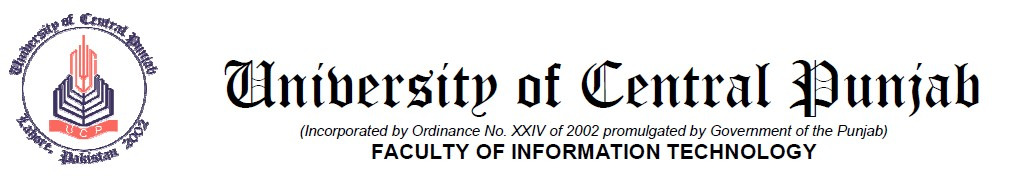 University of Central Punjab
UCP
Lahore, Pakistan 2002
University of Central Punjab
(Incorporated by Ordinance No. XXIV of 2002 promulgated by Government of the Punjab)
FACULTY OF INFORMATION TECHNOLOGY